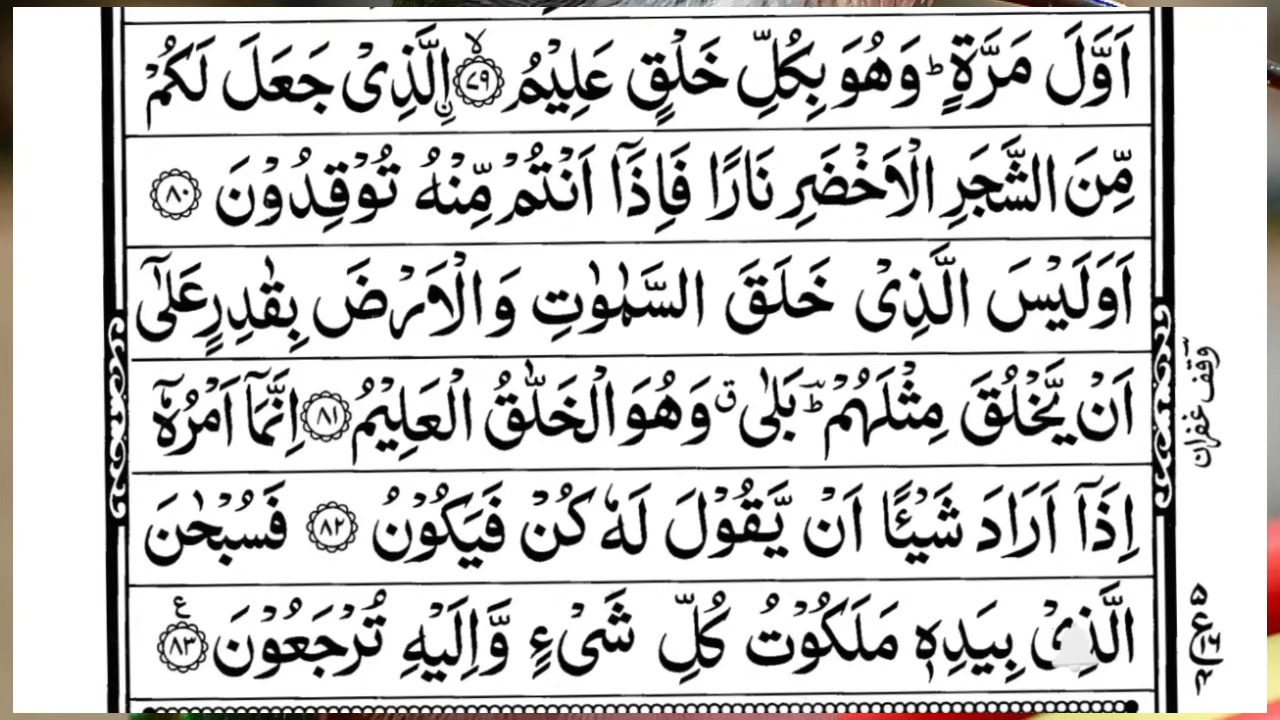 اَوَّلَ مَرَّةٍ ؕ وَهُوَ بِكُلِّ خَلْقٍ عَلِيْمُ ۙ﴿۷۹﴾ اِلَّذِیْ جَعَلَ لَكُمْ
مِّنَ الشَّجَرِ الْاَخْضَرِ نَارًا فَاِذَاۤ اَنْتُمْ مِّنْهُ تُوْقِدُوْنَ ﴿۸۰﴾
اَوَلَیْسَ الَّذِیْ خَلَقَ السَّمٰوٰتِ وَالْاَرْضَ بِقٰدِرٍ عَلٰۤی
اَنْ یَّخْلُقَ مِثْلَهُمْ ؕ بَلٰی ق وَهُوَ الْخَلّٰقُ الْعَلِیْمُ ﴿۸۱﴾ اِنَّمَاۤ اَمْرُهٗۤ
وقف غفران
اِذَاۤ اَرَادَ شَیْـًٔا اَنْ یَّقُوْلَ لَهٗ كُنْ فَیَكُوْنُ ﴿۸۲﴾ فَسُبْحٰنَ
الَّذِیْ بِیَدِهٖ مَلَكُوْتُ كُلِّ شَیْءٍ وَّاِلَیْهِ تُرْجَعُوْنَ ﴿۸۳﴾ ع